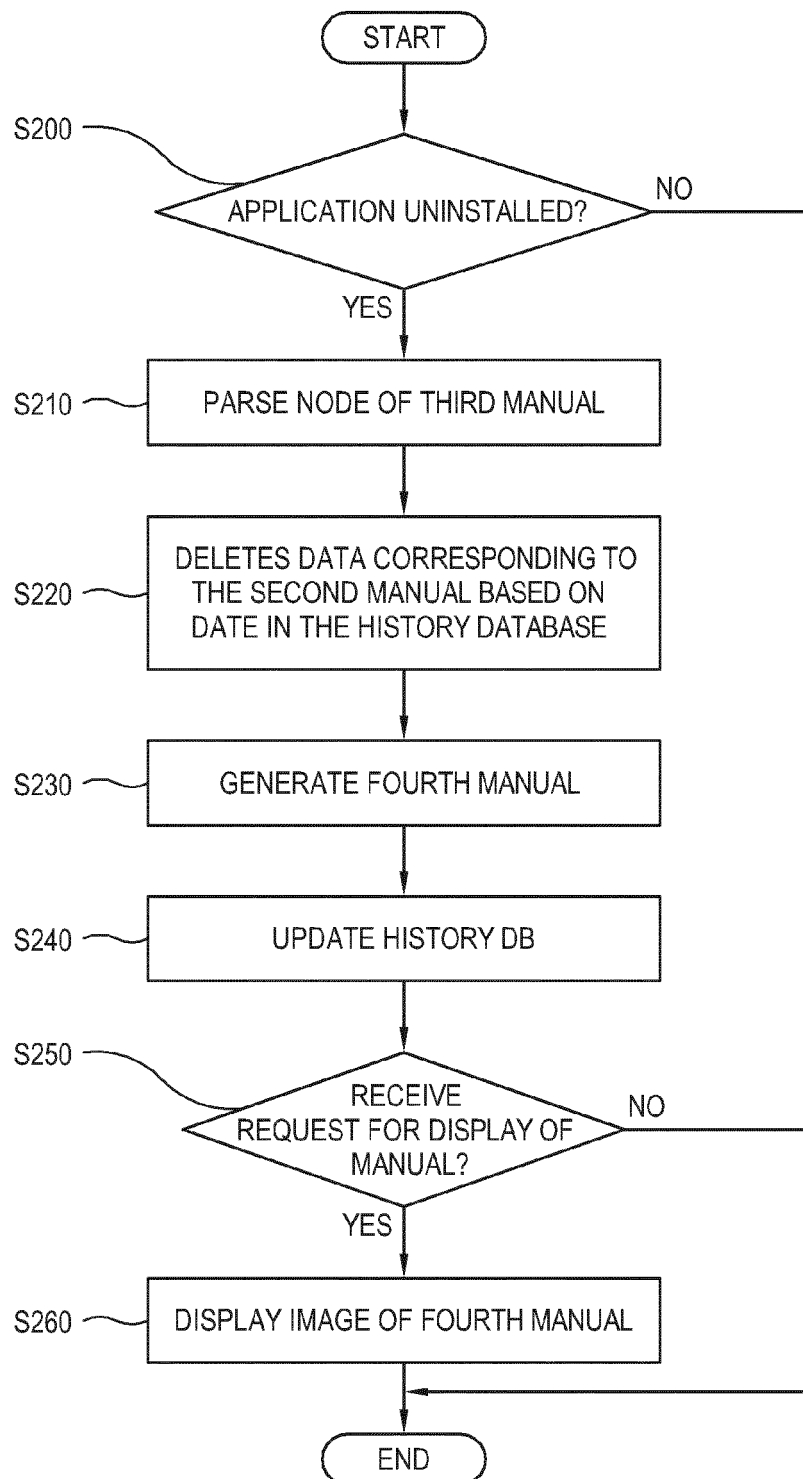 START
S200
APPLICATION UNINSTALLED?
NO
YES
S210
PARSE NODE OF THIRD MANUAL
S220
DELETES DATA CORRESPONDING TO
THE SECOND MANUAL BASED ON
DATE IN THE HISTORY DATABASE
S230
GENERATE FOURTH MANUAL
S240
UPDATE HISTORY DB
S250
RECEIVE
REQUEST FOR DISPLAY OF
MANUAL?
NO
YES
S260
DISPLAY IMAGE OF FOURTH MANUAL
END